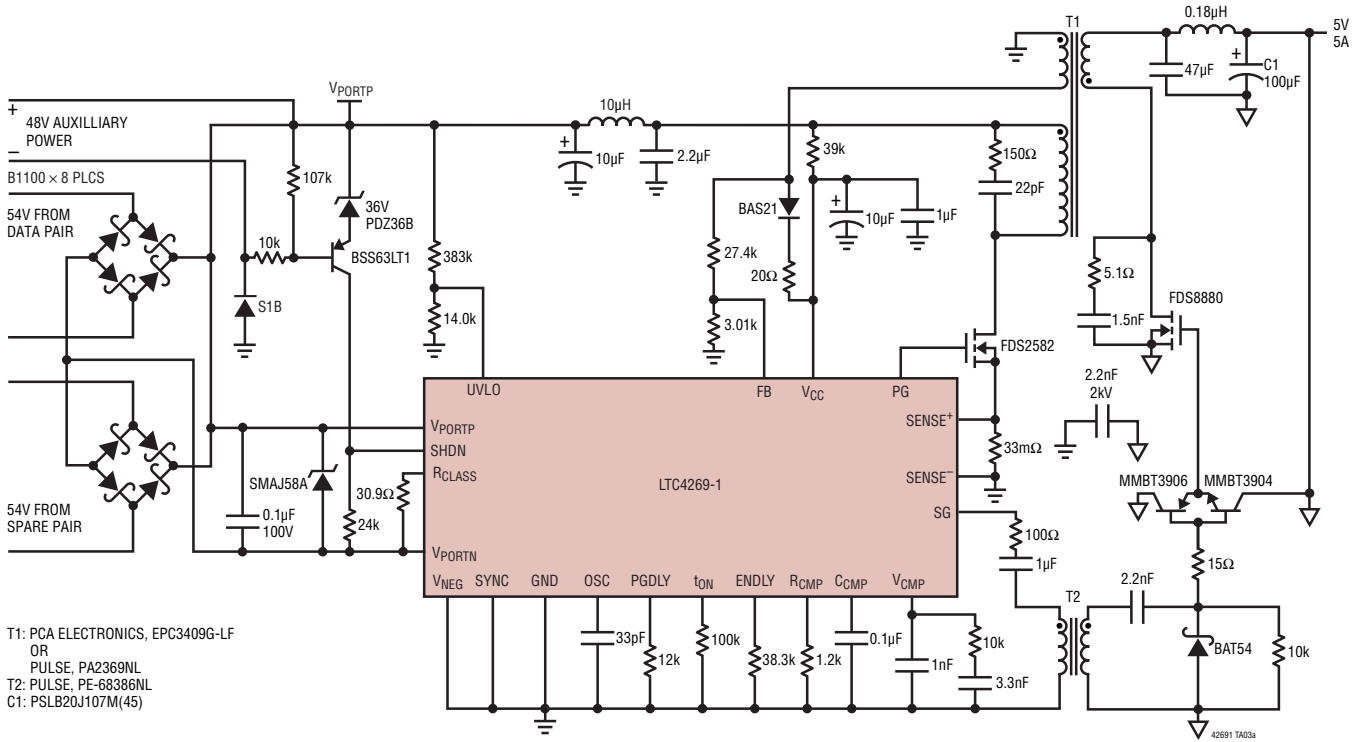 T1
0.18µH
5V
5A
47µF
+
C1
100µF
VPORTP
+
48V AUXILLIARY
POWER
–
B1100 × 8 PLCS
10µH
+
10µF
2.2µF
39k
150Ω
22pF
107k
36V
PDZ36B
54V FROM
DATA PAIR
10k
BSS63LT1
383k
BAS21
+
10µF
1µF
27.4k
20Ω
5.1Ω
FDS8880
S1B
14.0k
3.01k
1.5nF
FDS2582
2.2nF
2kV
UVLO
FB
VCC
PG
VPORTP
SENSE+
SHDN
33mΩ
RCLASS
SENSE–
MMBT3906
MMBT3904
SMAJ58A
30.9Ω
LTC4269-1
54V FROM
SPARE PAIR
0.1µF
100V
24k
SG
100Ω
1µF
15Ω
VPORTN
VNEG
SYNC
GND
OSC
PGDLY
tON
ENDLY
RCMP
CCMP
VCMP
T2
2.2nF
33pF
12k
100k
38.3k
1.2k
0.1µF
1nF
10k
3.3nF
BAT54
10k
T1: PCA ELECTRONICS, EPC3409G-LF
OR
PULSE, PA2369NL
T2: PULSE, PE-68386NL
C1: PSLB20J107M(45)
42691 TA03a